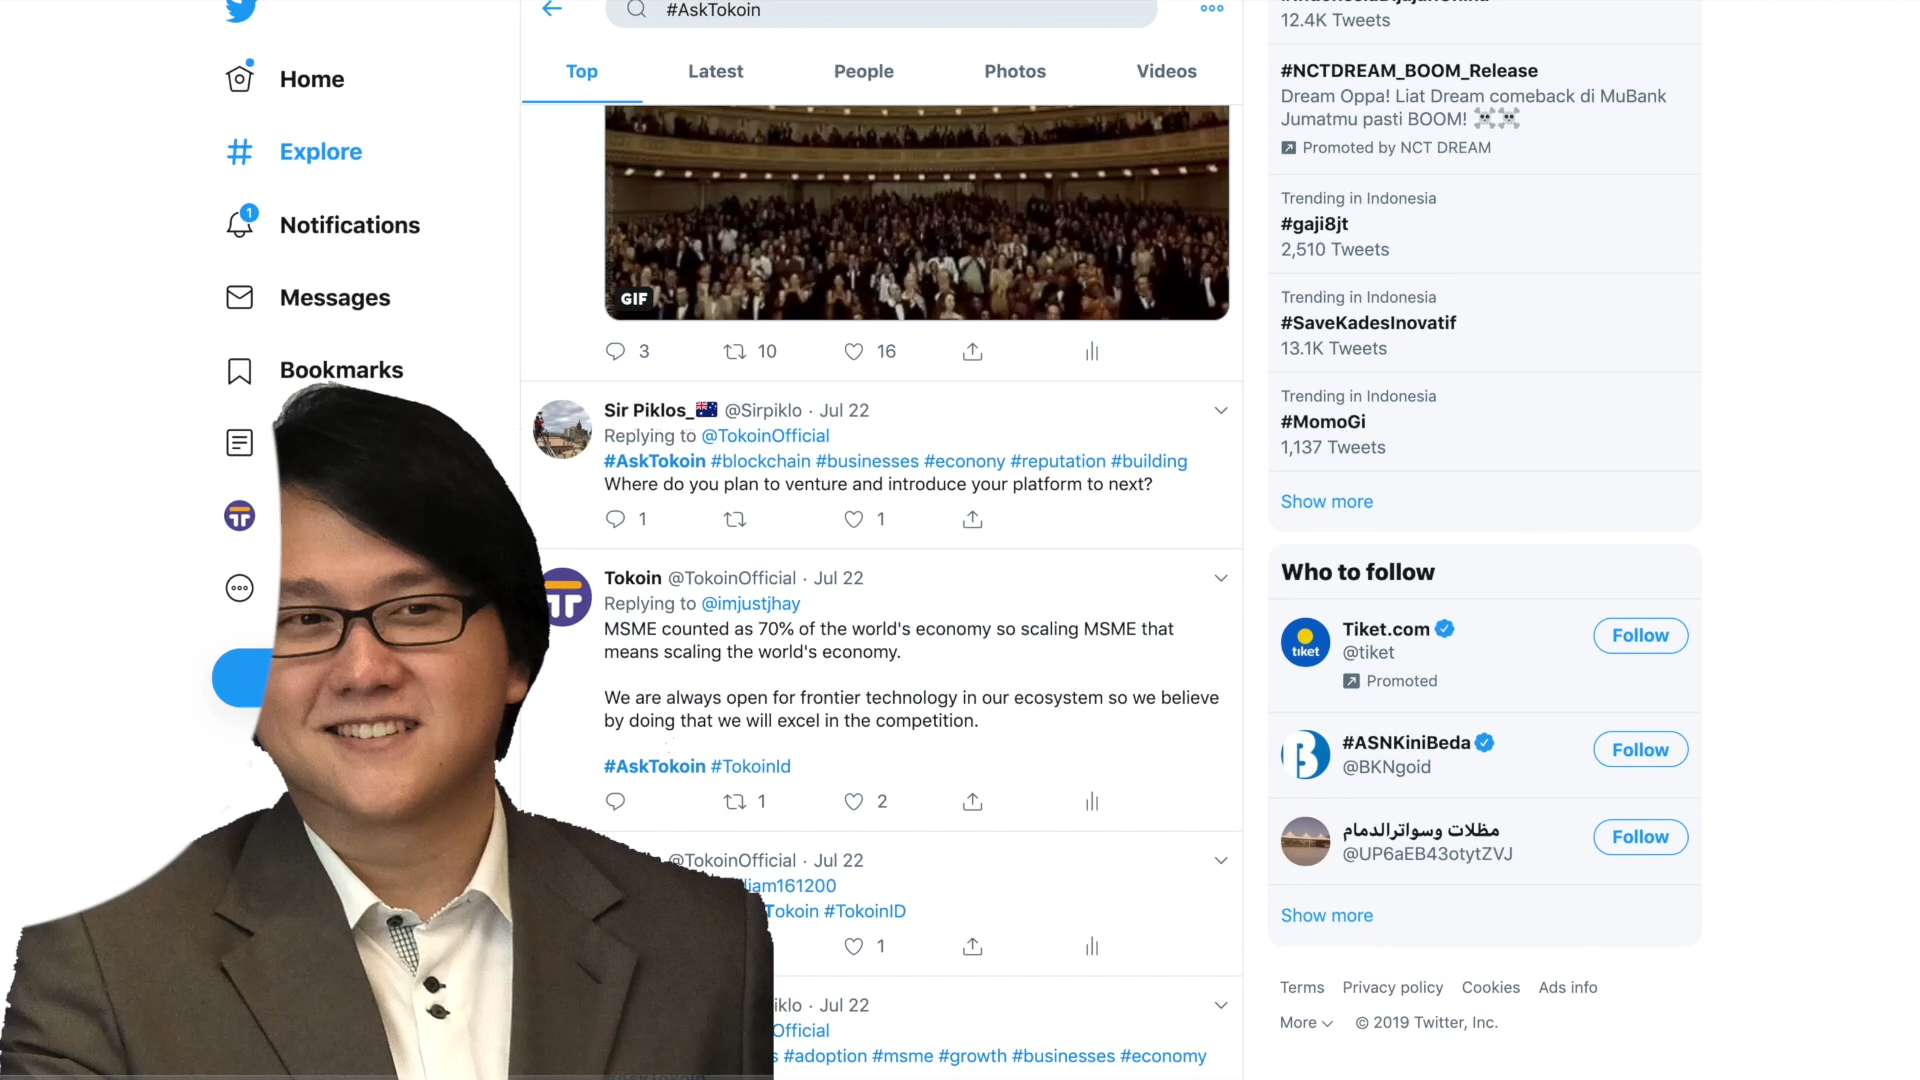 #AskTokoin
Home
Explore
1
Notifications
Messages
Bookmarks
Top
Latest
People
Photos
Videos
GIF
3
10
16
Sir Piklos_🇦🇺 @Sirpiklo · Jul 22
Replying to @TokoinOfficial
#AskTokoin #blockchain #businesses #econony #reputation #building
Where do you plan to venture and introduce your platform to next?
1
1
Tokoin @TokoinOfficial · Jul 22
Replying to @imjustjhay
MSME counted as 70% of the world's economy so scaling MSME that
means scaling the world's economy.
We are always open for frontier technology in our ecosystem so we believe
by doing that we will excel in the competition.
#AskTokoin #TokoinId
1
2
@TokoinOfficial · Jul 22
liam161200
Tokoin #TokoinID
1
iklo · Jul 22
Official
s #adoption #msme #growth #businesses #economy
12.4K Tweets
#NCTDREAM_BOOM_Release
Dream Oppa! Liat Dream comeback di MuBank
Jumatmu pasti BOOM! ☠️☠️
Promoted by NCT DREAM
Trending in Indonesia
#gaji8jt
2,510 Tweets
Trending in Indonesia
#SaveKadesInovatif
13.1K Tweets
Trending in Indonesia
#MomoGi
1,137 Tweets
Show more
Who to follow
tiket
Tiket.com
@tiket
Promoted
Follow
#ASNKiniBeda
@BKNgoid
Follow
مظلات وسواترالدمام
@UP6aEB43otytZVJ
Follow
Show more
Terms Privacy policy Cookies Ads info
More © 2019 Twitter, Inc.